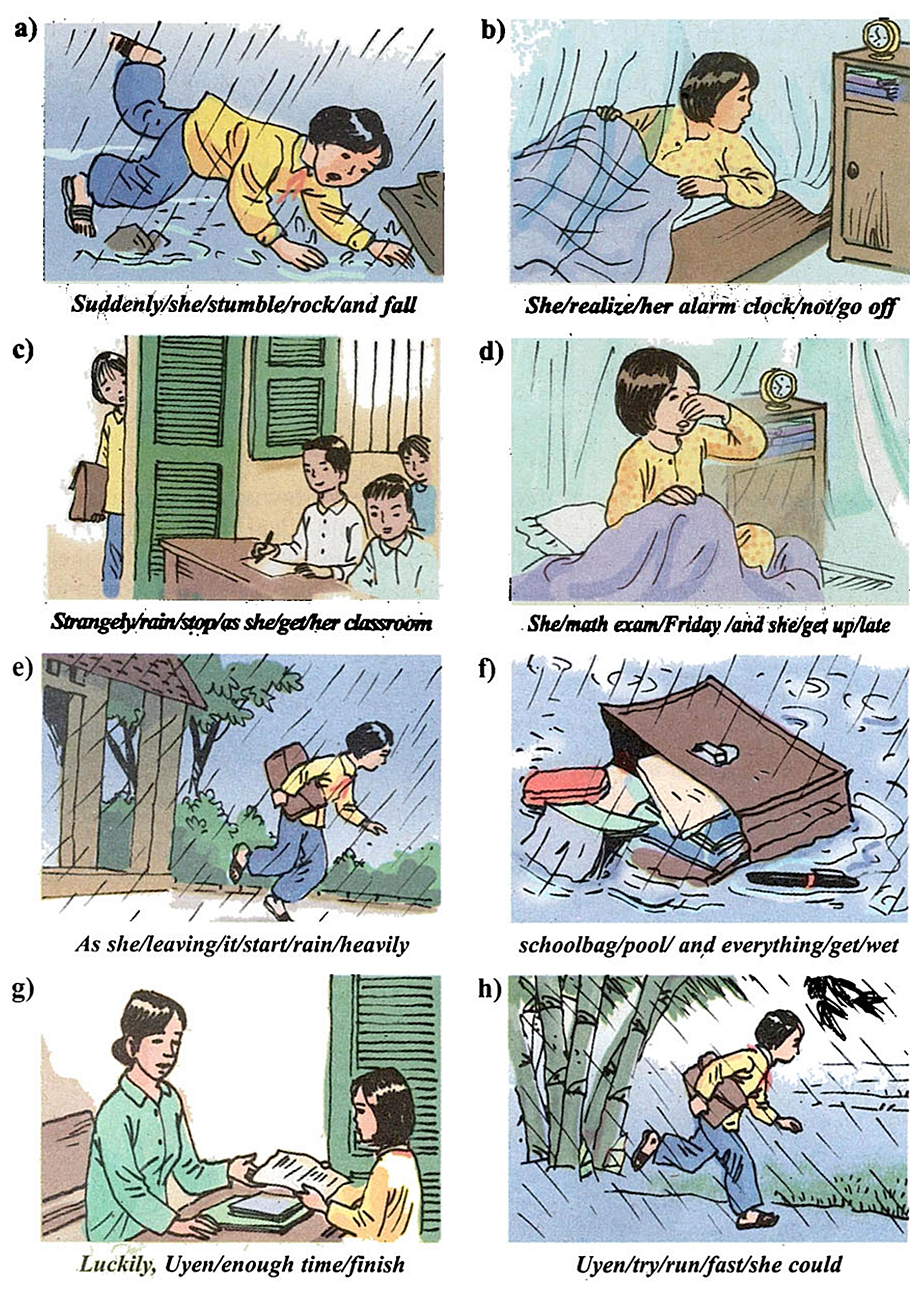 a)
b)
Suddenly/she/stumble/rock/and fall
She/realize/her alarm clock/not/go off
c)
d)
Strangely/rain/stop/as she/get/her classroom
She/math exam/Friday /and she/get up/late
e)
f)
As she/leaving/it/start/rain/heavily
schoolbag/pool/ and everything/get/wet
g)
h)
Luckily, Uyen/enough time/finish
Uyen/try/run/fast/she could